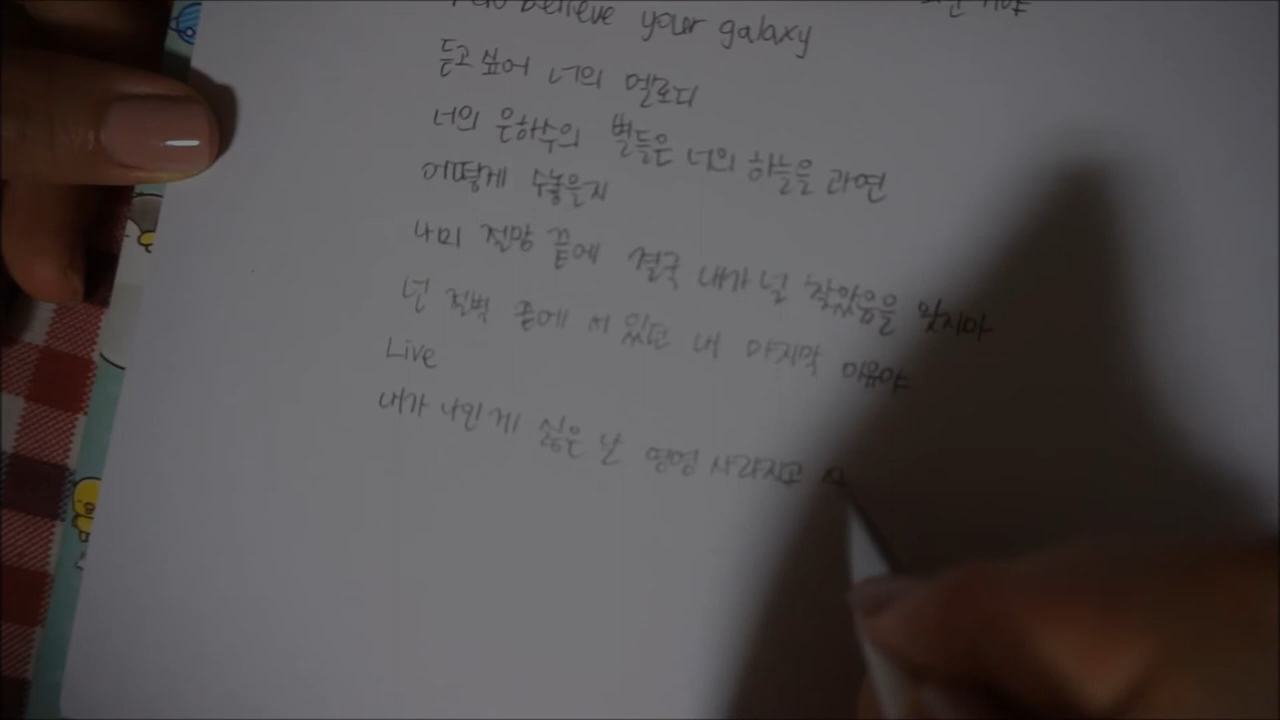 believe your galaxy
듣고 싶어 너의 멜로디
너의 은하수의 별들은 너의 하늘을 과연
어떻게 수놓을지
나의 절망 끝에 결국 내가 널 찾았음을 잊지마
넌 절벽 끝에 서 있던 내 마지막 이유야
Live
내가 나인 게 싫은 날 영영 사라지고